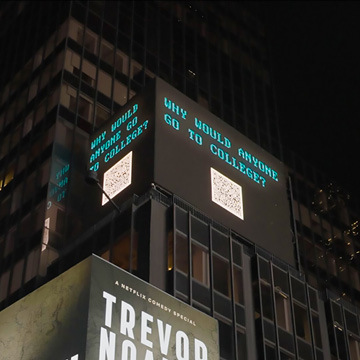 WHY WOULD
ANYONE GO
TO COLLEGE?
WHY WOULD ANYONE
GO TO COLLEGE?
A NETFLIX COMEDY SPECIAL
TREVOR
NOAH